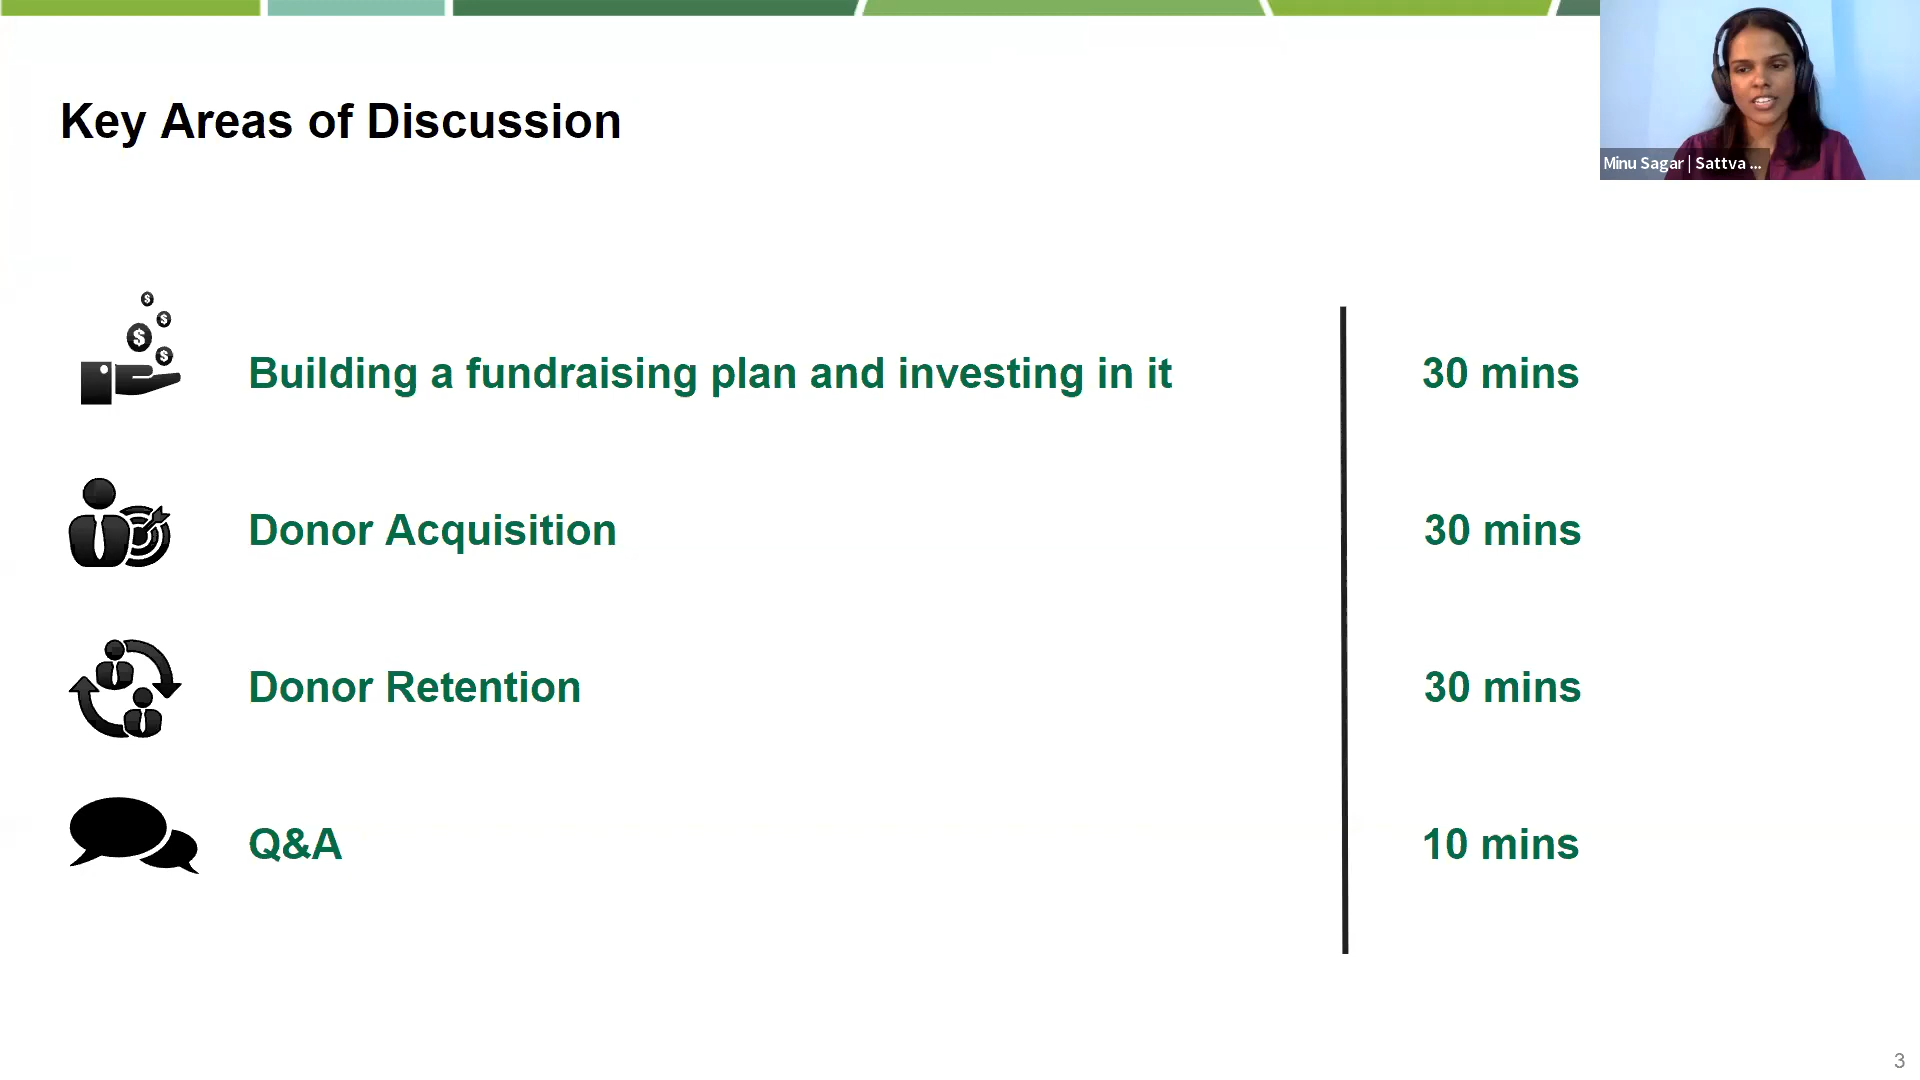 Key Areas of Discussion
Minu Sagar | Sattva ...
Building a fundraising plan and investing in it
30 mins
Donor Acquisition
30 mins
Donor Retention
30 mins
Q&A
10 mins
3